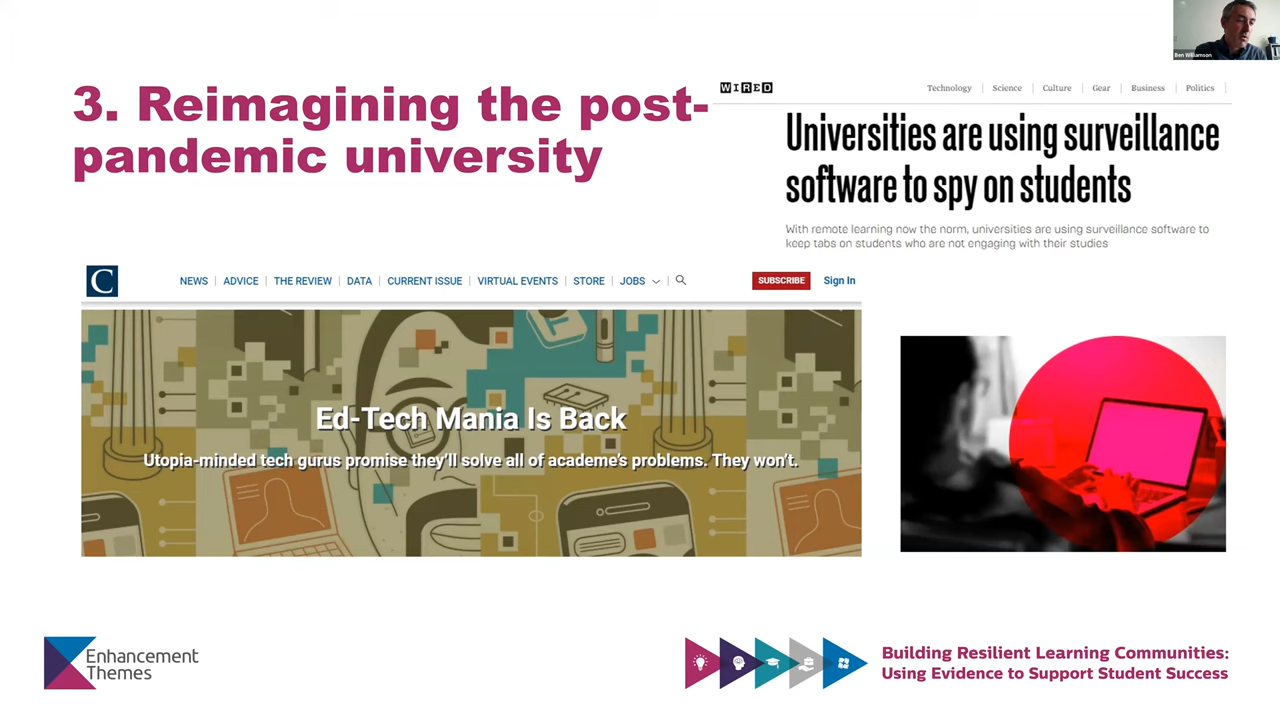 Ben Williamson
3. Reimagining the post-
pandemic university
WIRED
Technology
Science
Culture
Gear
Business
Politics
Universities are using surveillance
software to spy on students
With remote learning now the norm, universities are using surveillance software to
keep tabs on students who are not engaging with their studies
C
NEWS
ADVICE
THE REVIEW
DATA
CURRENT ISSUE
VIRTUAL EVENTS
STORE
JOBS
SUBSCRIBE
Sign In
Ed-Tech Mania Is Back
Utopia-minded tech gurus promise they'll solve all of academe's problems. They won't.
Enhancement
Themes
Building Resilient Learning Communities:
Using Evidence to Support Student Success